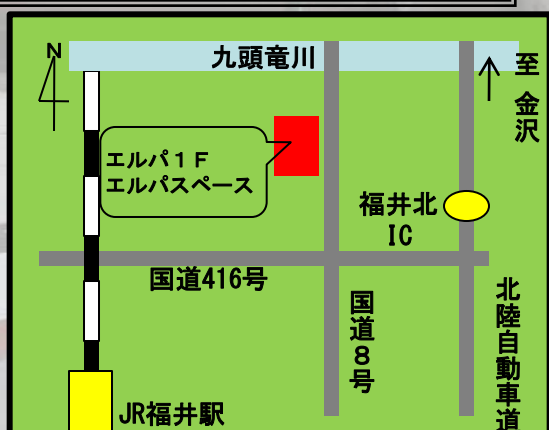 N
九頭竜川
至 金沢
エルパ１Ｆ
エルパスペース
福井北
IC
国道416号
国道８号
北陸自動車道
JR福井駅